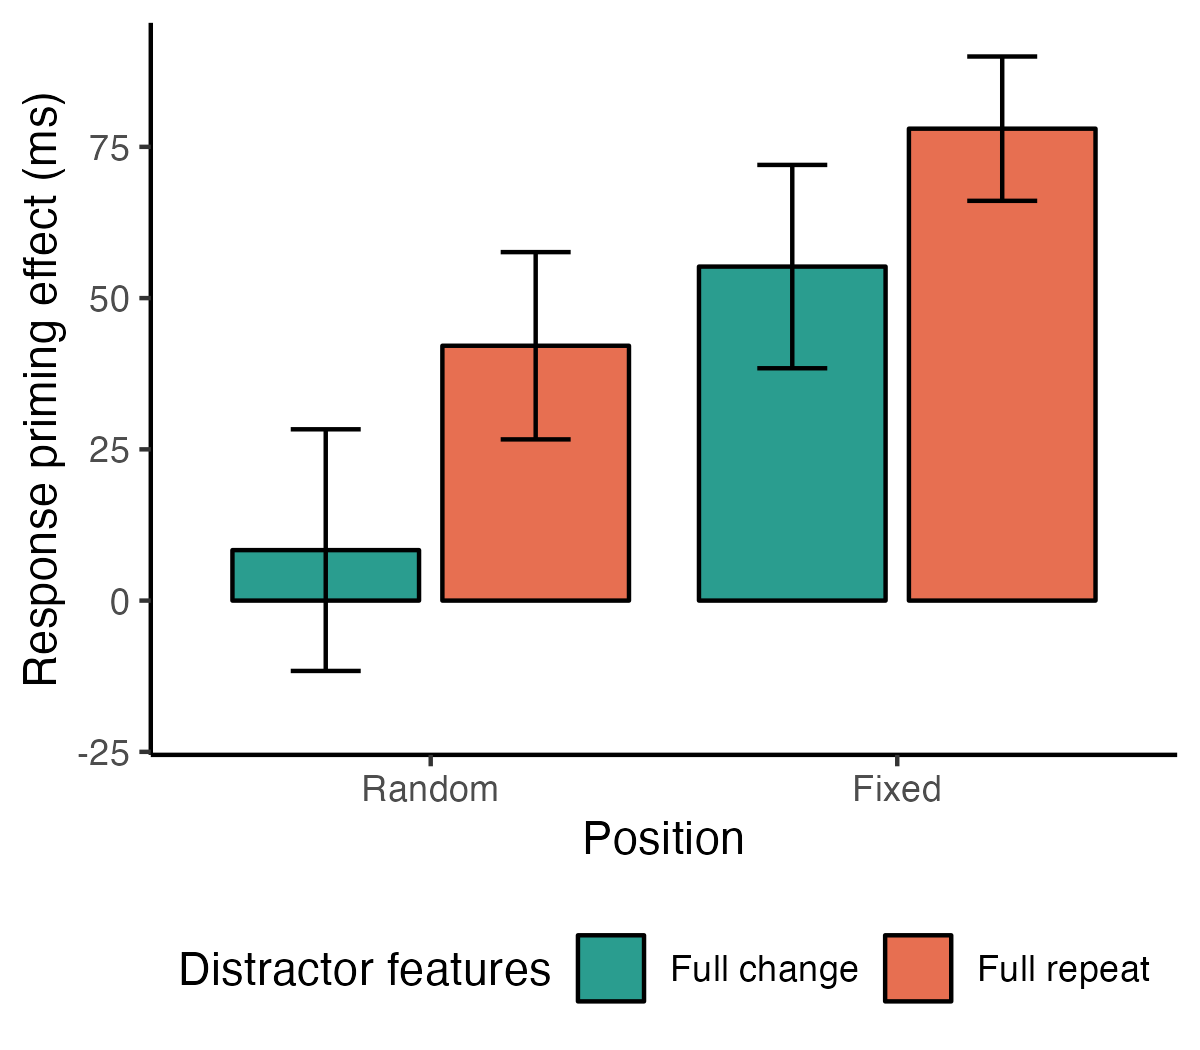 Response priming effect (ms)
75
50
25
0
-25
Random Fixed
Position
Distractor features Full change Full repeat